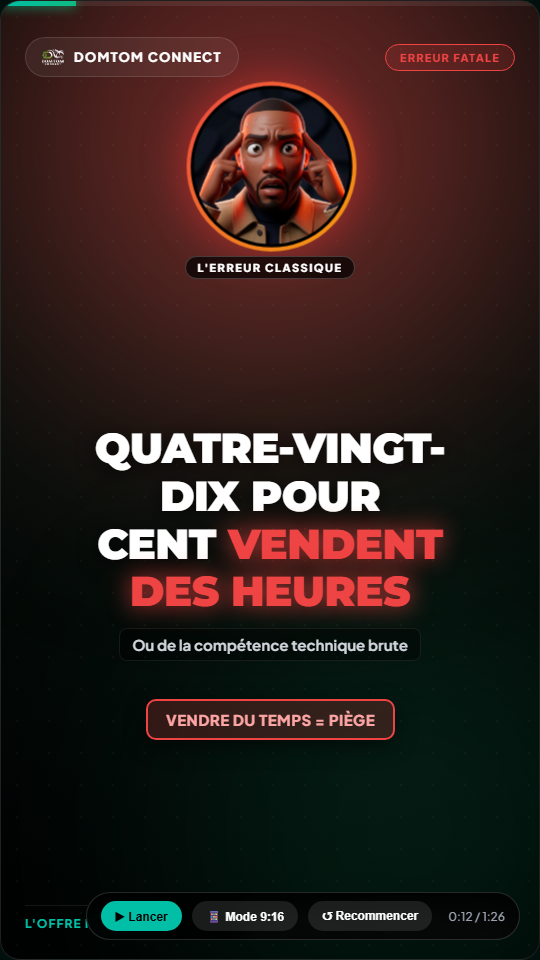 DOMTOM CONNECT
ERREUR FATALE
L'ERREUR CLASSIQUE
QUATRE-VINGT-
DIX POUR
CENT VENDENT
DES HEURES
Ou de la compétence technique brute
VENDRE DU TEMPS = PIÈGE
L'OFFRE
▶ Lancer
Mode 9:16
↺ Recommencer
0:12 / 1:26